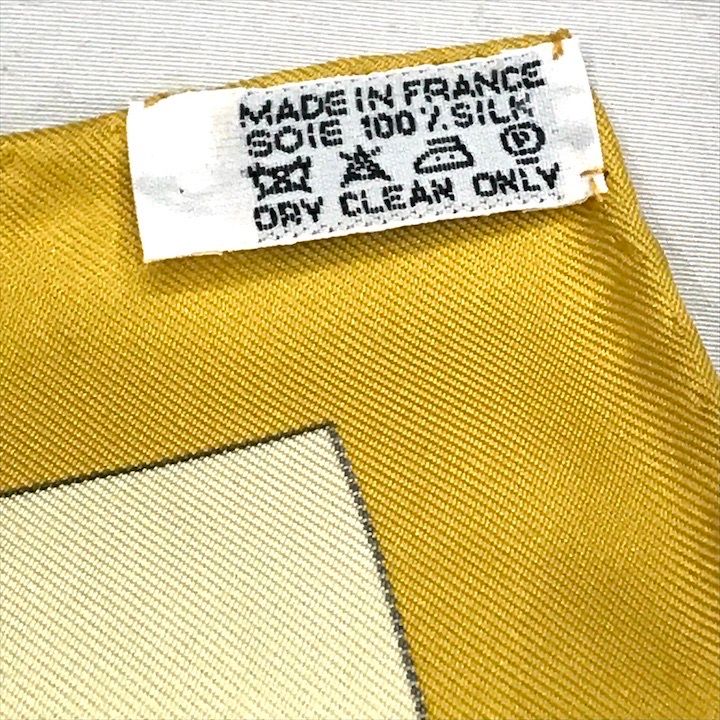 MADE IN FRANCE
SOIE 100% SILK
DRY CLEAN ONLY